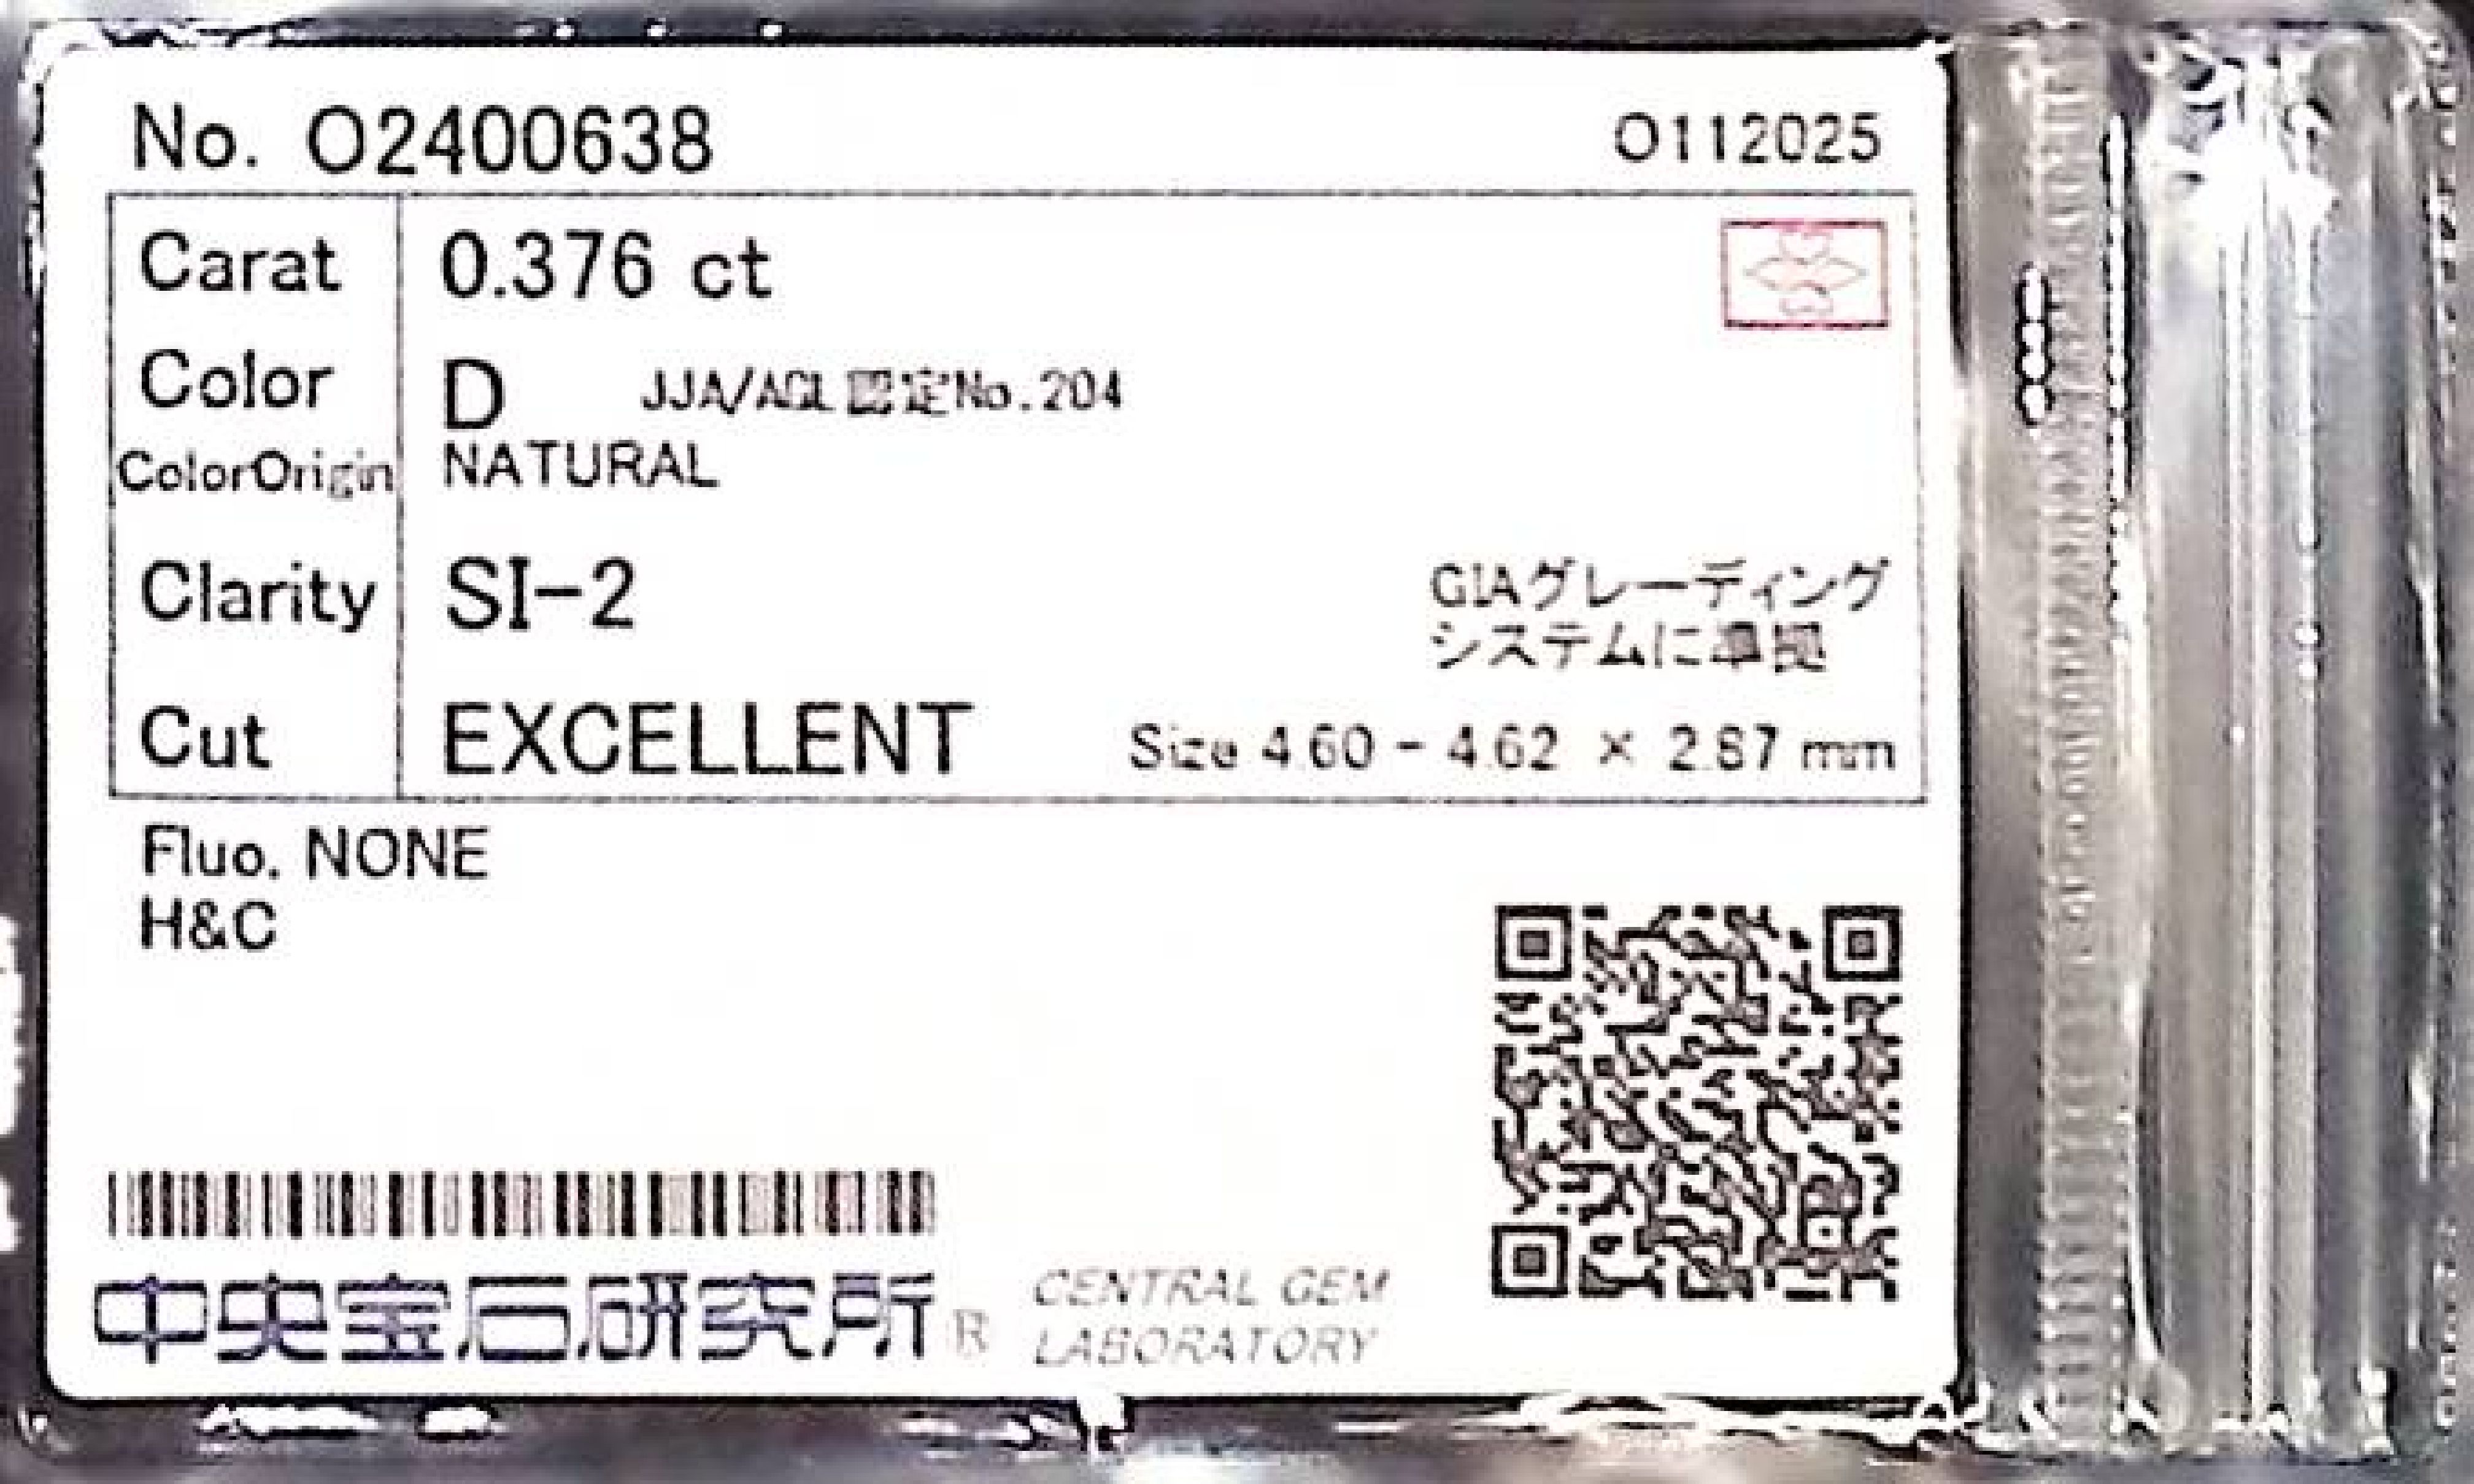 No. O2400638 O112025
Carat 0.376 ct
Color D JJA/AGL認定No.204
ColorOrigin NATURAL
Clarity SI-2 GIAグレーディング
システムに準拠
Cut EXCELLENT Size 4.60 - 4.62 × 2.87 mm
Fluo. NONE
H&C
中央宝石研究所® CENTRAL GEM
LABORATORY